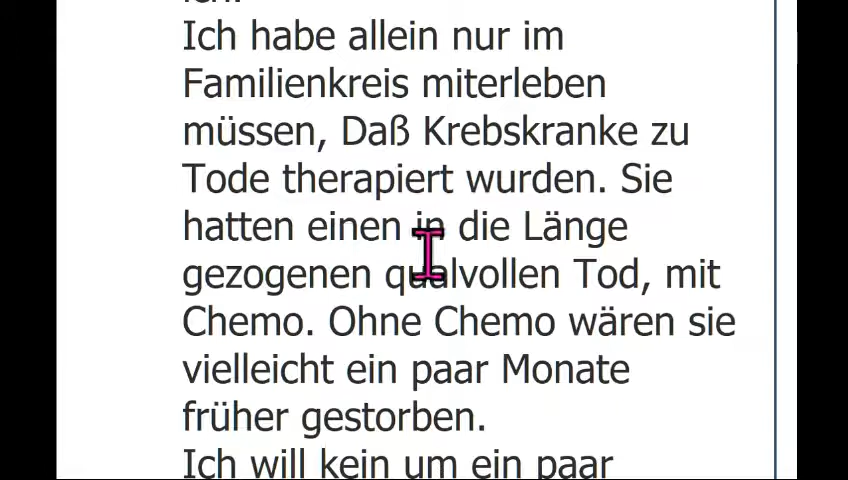 Ich habe allein nur im
Familienkreis miterleben
müssen, Daß Krebskranke zu
Tode therapiert wurden. Sie
hatten einen in die Länge
gezogenen qualvollen Tod, mit
Chemo. Ohne Chemo wären sie
vielleicht ein paar Monate
früher gestorben.
Ich will kein um ein paar